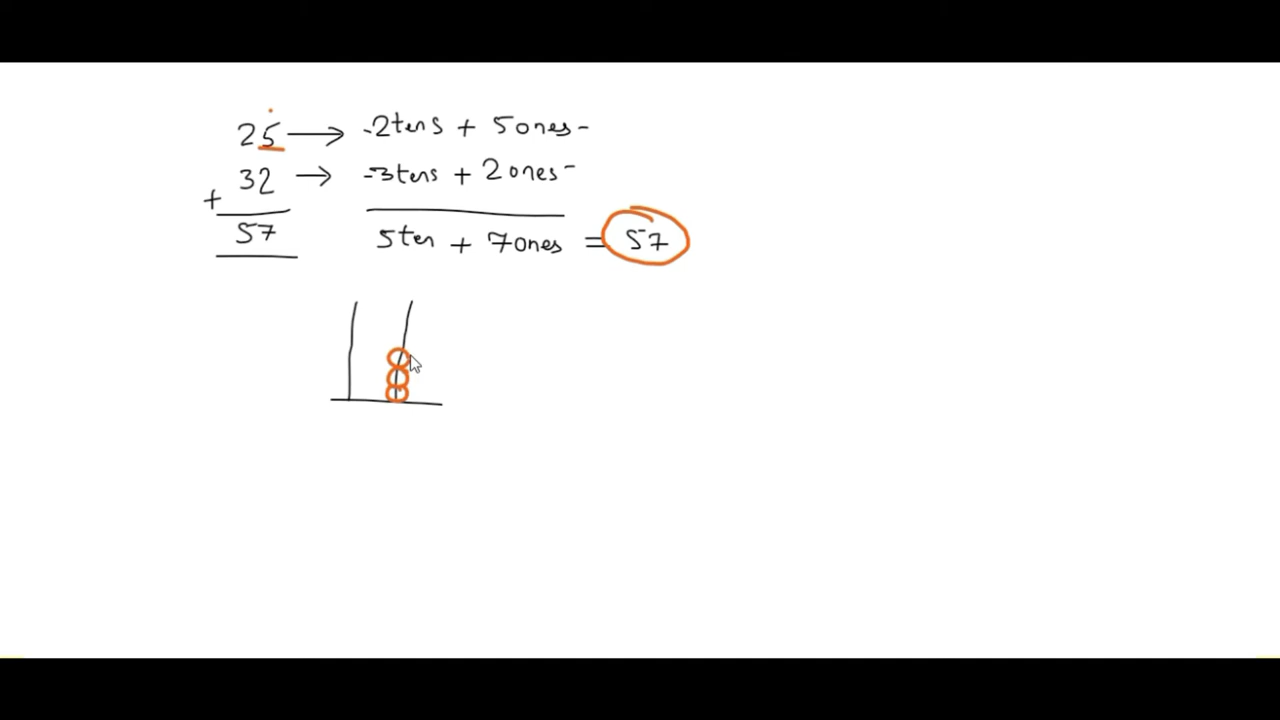 25 → -2tens + 5ones-
+ 32 → -3tens + 2ones-
57 5ten + 7ones = 57